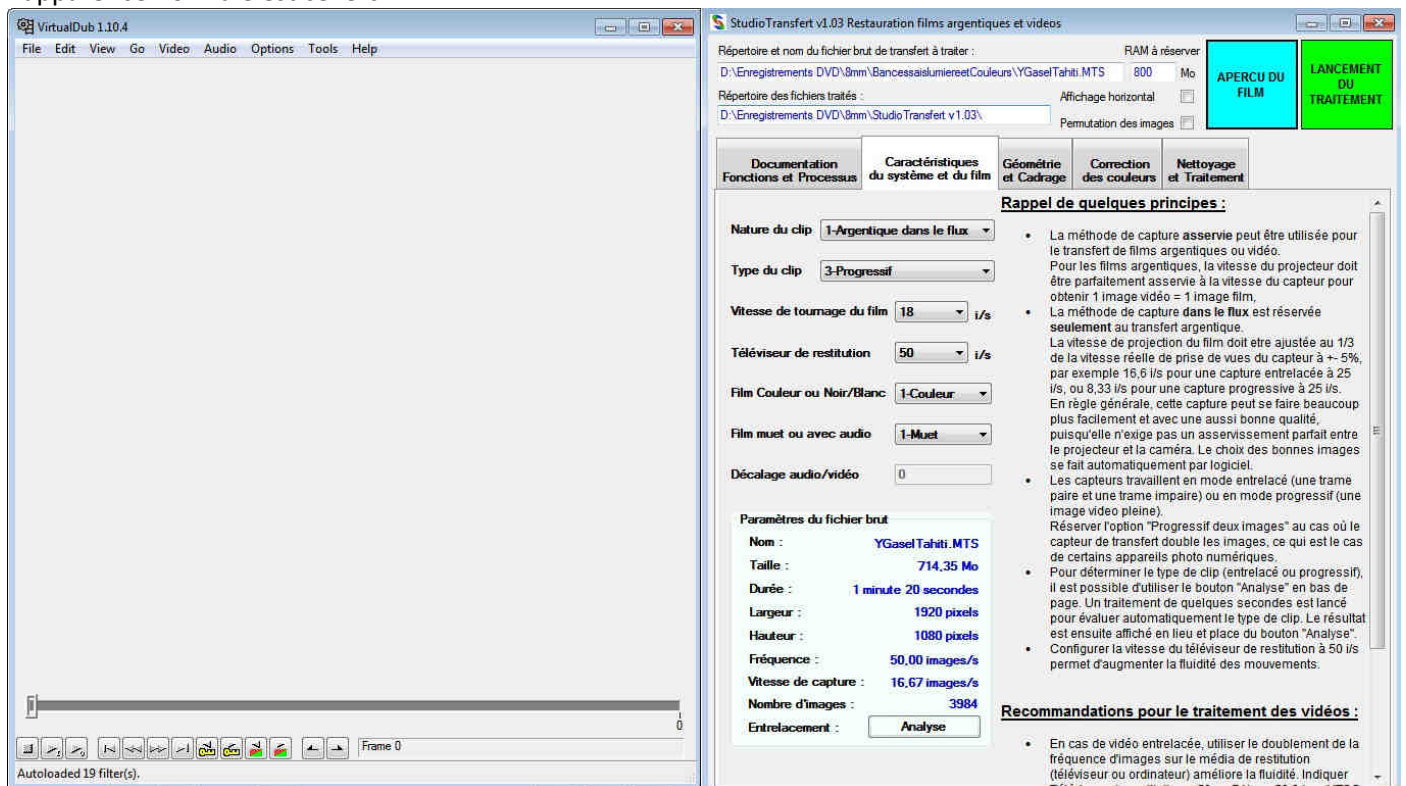 VirtualDub 1.10.4
File Edit View Go Video Audio Options Tools Help
0
Frame 0
Autoloaded 19 filter(s).
StudioTransfert v1.03 Restauration films argentiques et videos
Répertoire et nom du fichier brut de transfert à traiter :
RAM à réserver
D:\Enregistrements DVD\8mm\BancessaislumiereetCouleurs\YGaselTahiti.MTS
800
Mo
Répertoire des fichiers traités :
Affichage horizontal
D:\Enregistrements DVD\8mm\StudioTransfert v1.03\
Permutation des images
APERCU DU
FILM
LANCEMENT
DU
TRAITEMENT
Documentation
Fonctions et Processus
Caractéristiques
du système et du film
Géométrie
et Cadrage
Correction
des couleurs
Nettoyage
et Traitement
Nature du clip 1-Argentique dans le flux
Type du clip 3-Progressif
Vitesse de tournage du film 18 i/s
Téléviseur de restitution 50 i/s
Film Couleur ou Noir/Blanc 1-Couleur
Film muet ou avec audio 1-Muet
Décalage audio/vidéo 0
Paramètres du fichier brut
Nom : YGaselTahiti.MTS
Taille : 714,35 Mo
Durée : 1 minute 20 secondes
Largeur : 1920 pixels
Hauteur : 1080 pixels
Fréquence : 50,00 images/s
Vitesse de capture : 16,67 images/s
Nombre d'images : 3984
Entrelacement : Analyse
Rappel de quelques principes :
• La méthode de capture asservie peut être utilisée pour
le transfert de films argentiques ou vidéo.
Pour les films argentiques, la vitesse du projecteur doit
être parfaitement asservie à la vitesse du capteur pour
obtenir 1 image vidéo = 1 image film,
• La méthode de capture dans le flux est réservée
seulement au transfert argentique.
La vitesse de projection du film doit etre ajustée au 1/3
de la vitesse réelle de prise de vues du capteur à +- 5%,
par exemple 16,6 i/s pour une capture entrelacée à 25
i/s, ou 8,33 i/s pour une capture progressive à 25 i/s.
En règle générale, cette capture peut se faire beaucoup
plus facilement et avec une aussi bonne qualité,
puisqu'elle n'exige pas un asservissement parfait entre
le projecteur et la caméra. Le choix des bonnes images
se fait automatiquement par logiciel.
• Les capteurs travaillent en mode entrelacé (une trame
paire et une trame impaire) ou en mode progressif (une
image video pleine).
Réserver l'option "Progressif deux images" au cas où le
capteur de transfert double les images, ce qui est le cas
de certains appareils photo numériques.
• Pour déterminer le type de clip (entrelacé ou progressif),
il est possible d'utiliser le bouton "Analyse" en bas de
page. Un traitement de quelques secondes est lancé
pour évaluer automatiquement le type de clip. Le résultat
est ensuite affiché en lieu et place du bouton "Analyse".
• Configurer la vitesse du téléviseur de restitution à 50 i/s
permet d'augmenter la fluidité des mouvements.
Recommandations pour le traitement des vidéos :
• En cas de vidéo entrelacée, utiliser le doublement de la
fréquence d'images sur le média de restitution
(téléviseur ou ordinateur) améliore la fluidité. Indiquer